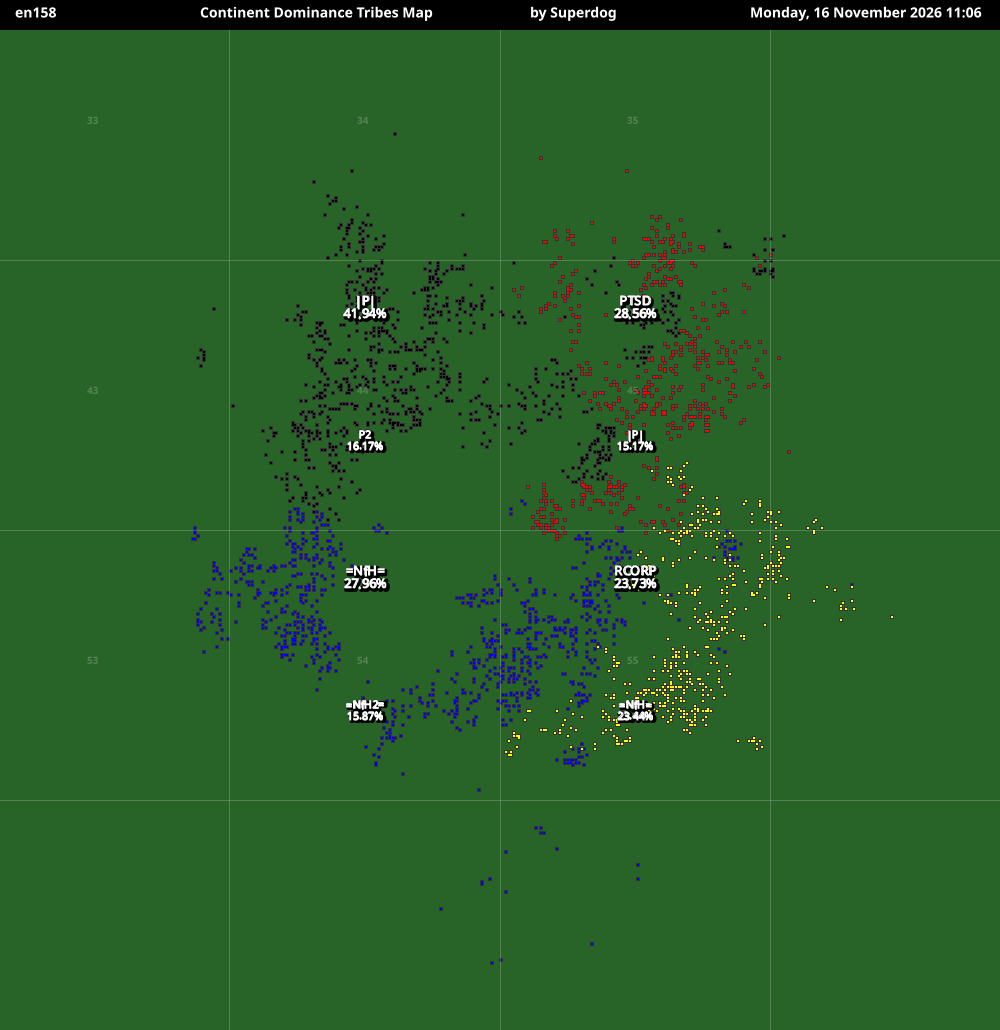 en158 Continent Dominance Tribes Map by Superdog Monday, 16 November 2026 11:06
33 34 35
|P| PTSD
41,94% 28,56%
43 44 45
P2 |P|
16.17% 15.17%
=NfH= RCORP
27,96% 23,73%
53 54 55
=NfH2= =NfH=
15.87% 23.44%